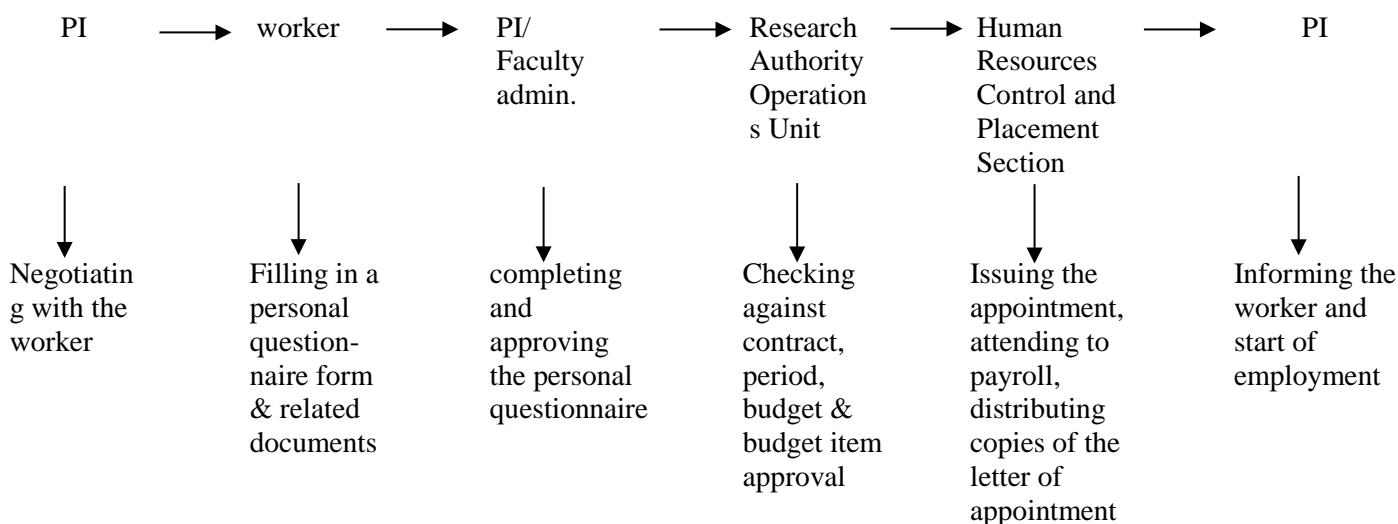 PI
worker
PI/
Faculty
admin.
Research
Authority
Operation
s Unit
Human
Resources
Control and
Placement
Section
PI
Negotiatin
g with the
worker
Filling in a
personal
question-
naire form
& related
documents
completing
and
approving
the personal
questionnaire
Checking
against
contract,
period,
budget &
budget item
approval
Issuing the
appointment,
attending to
payroll,
distributing
copies of the
letter of
appointment
Informing the
worker and
start of
employment